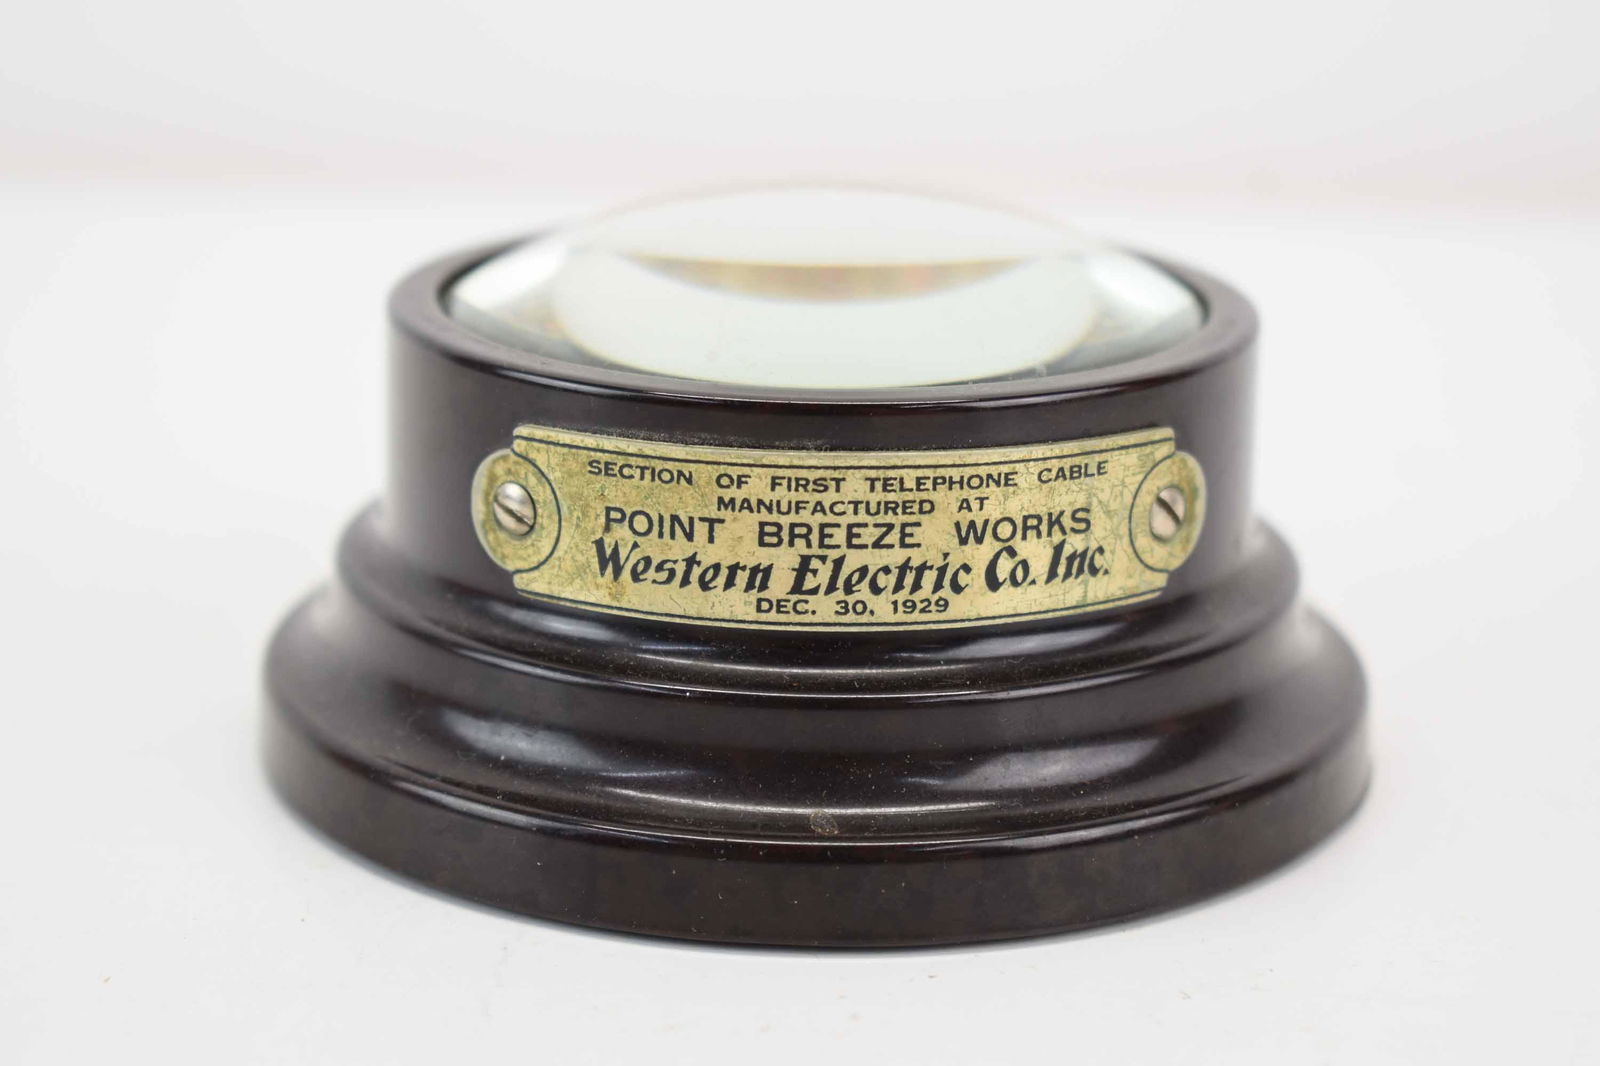 SECTION OF FIRST TELEPHONE CABLE
MANUFACTURED AT
POINT BREEZE WORKS
Western Electric Co. Inc.
DEC. 30, 1929